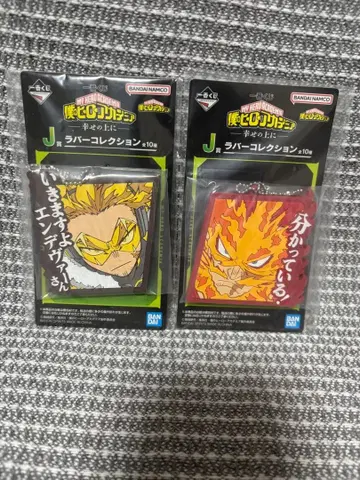 一番くじ
BANDAI NAMCO
僕のヒーローアカデミア
―幸せの上に―
J賞 ラバーコレクション 全10種
いきますよ
エンデヴァーさん
BANDAI
一番くじ
BANDAI NAMCO
僕のヒーローアカデミア
―幸せの上に―
J賞 ラバーコレクション 全10種
分かっている!
BANDAI